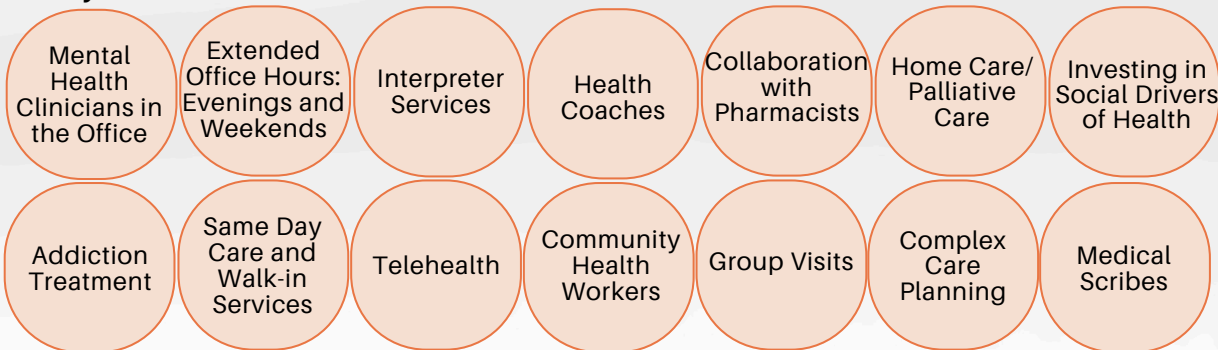 Mental
Health
Clinicians in
the Office
Extended
Office Hours:
Evenings and
Weekends
Interpreter
Services
Health
Coaches
Collaboration
with
Pharmacists
Home Care/
Palliative
Care
Investing in
Social Drivers
of Health
Addiction
Treatment
Same Day
Care and
Walk-in
Services
Telehealth
Community
Health
Workers
Group Visits
Complex
Care
Planning
Medical
Scribes